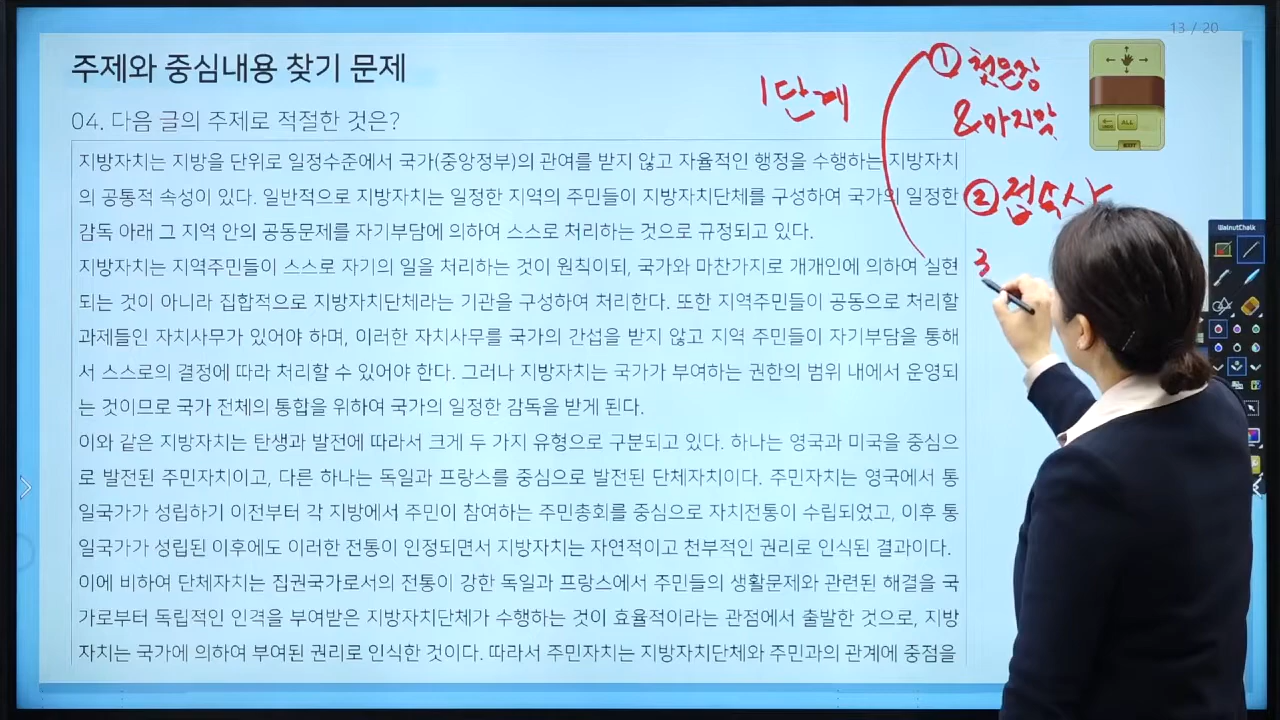 13 / 20
주제와 중심내용 찾기 문제
04. 다음 글의 주제로 적절한 것은?
지방자치는 지방을 단위로 일정수준에서 국가(중앙정부)의 관여를 받지 않고 자율적인 행정을 수행하는 지방자치
의 공통적 속성이 있다. 일반적으로 지방자치는 일정한 지역의 주민들이 지방자치단체를 구성하여 국가의 일정한
감독 아래 그 지역 안의 공동문제를 자기부담에 의하여 스스로 처리하는 것으로 규정되고 있다.
지방자치는 지역주민들이 스스로 자기의 일을 처리하는 것이 원칙이되, 국가와 마찬가지로 개개인에 의하여 실현
되는 것이 아니라 집합적으로 지방자치단체라는 기관을 구성하여 처리한다. 또한 지역주민들이 공동으로 처리할
과제들인 자치사무가 있어야 하며, 이러한 자치사무를 국가의 간섭을 받지 않고 지역 주민들이 자기부담을 통해
서 스스로의 결정에 따라 처리할 수 있어야 한다. 그러나 지방자치는 국가가 부여하는 권한의 범위 내에서 운영되
는 것이므로 국가 전체의 통합을 위하여 국가의 일정한 감독을 받게 된다.
이와 같은 지방자치는 탄생과 발전에 따라서 크게 두 가지 유형으로 구분되고 있다. 하나는 영국과 미국을 중심으
로 발전된 주민자치이고, 다른 하나는 독일과 프랑스를 중심으로 발전된 단체자치이다. 주민자치는 영국에서 통
일국가가 성립하기 이전부터 각 지방에서 주민이 참여하는 주민총회를 중심으로 자치전통이 수립되었고, 이후 통
일국가가 성립된 이후에도 이러한 전통이 인정되면서 지방자치는 자연적이고 천부적인 권리로 인식된 결과이다.
이에 비하여 단체자치는 집권국가로서의 전통이 강한 독일과 프랑스에서 주민들의 생활문제와 관련된 해결을 국
가로부터 독립적인 인격을 부여받은 지방자치단체가 수행하는 것이 효율적이라는 관점에서 출발한 것으로, 지방
자치는 국가에 의하여 부여된 권리로 인식한 것이다. 따라서 주민자치는 지방자치단체와 주민과의 관계에 중점을
1단계
① 첫문장
& 마지막
② 접속사
3
ALL
WalnutChalk